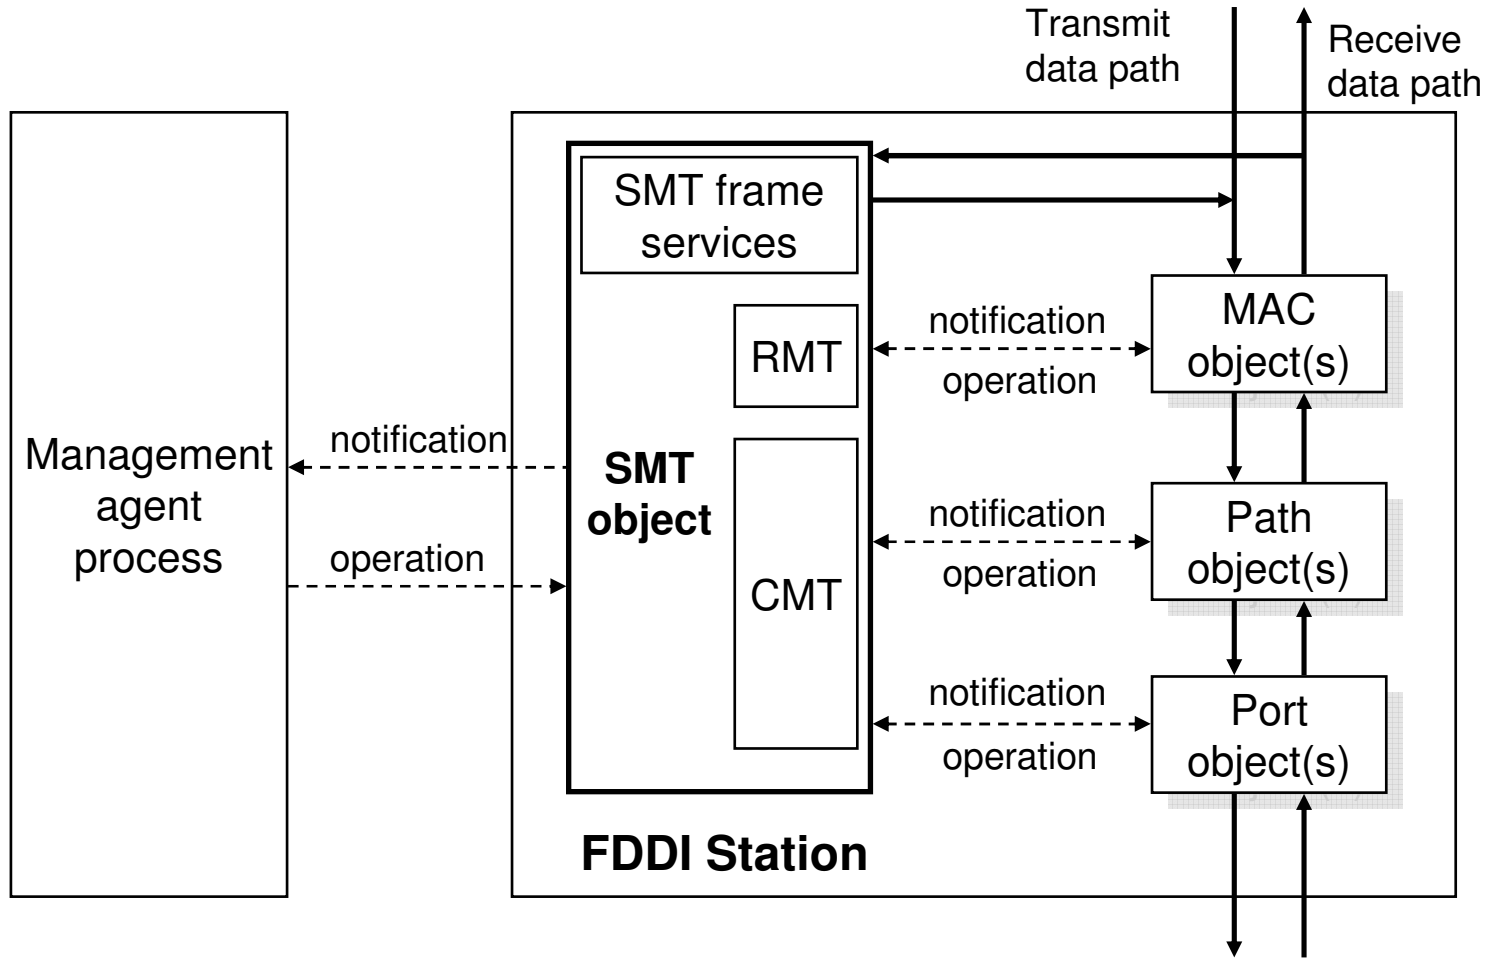 Transmit
data path
Receive
data path
SMT frame
services
MAC
object(s)
notification
operation
RMT
Management
agent
process
notification
operation
SMT
object
CMT
notification
operation
Path
object(s)
notification
operation
Port
object(s)
FDDI Station